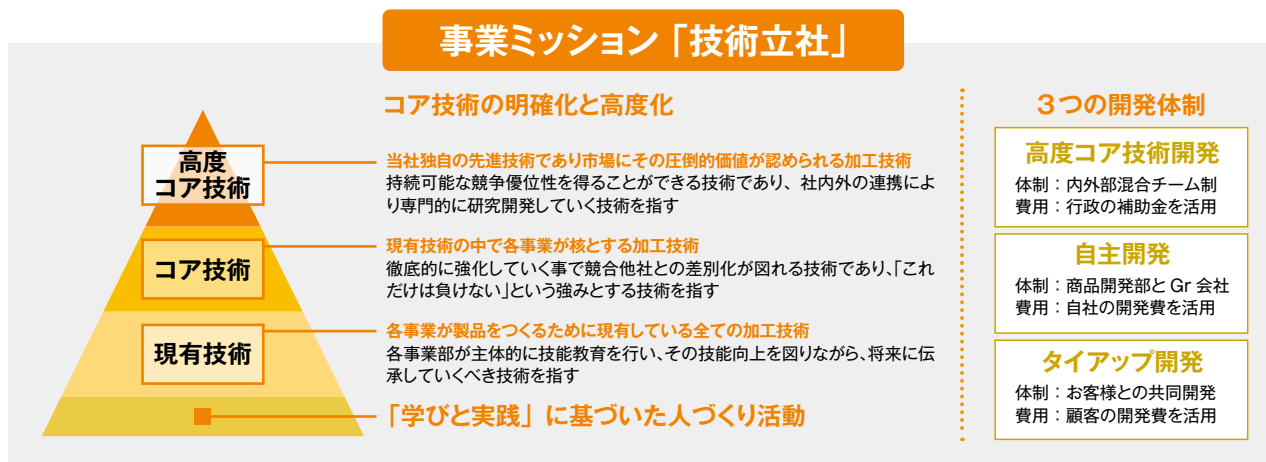 事業ミッション「技術立社」
コア技術の明確化と高度化
高度
コア技術
当社独自の先進技術であり市場にその圧倒的価値が認められる加工技術
持続可能な競争優位性を得ることができる技術であり、社内外の連携によ
り専門的に研究開発していく技術を指す
コア技術
現有技術の中で各事業が核とする加工技術
徹底的に強化していく事で競合他社との差別化が図れる技術であり、「これ
だけは負けない」という強みとする技術を指す
現有技術
各事業が製品をつくるために現有している全ての加工技術
各事業部が主体的に技能教育を行い、その技能向上を図りながら、将来に伝
承していくべき技術を指す
「学びと実践」に基づいた人づくり活動
3つの開発体制
高度コア技術開発
体制：内外部混合チーム制
費用：行政の補助金を活用
自主開発
体制：商品開発部とGr会社
費用：自社の開発費を活用
タイアップ開発
体制：お客様との共同開発
費用：顧客の開発費を活用